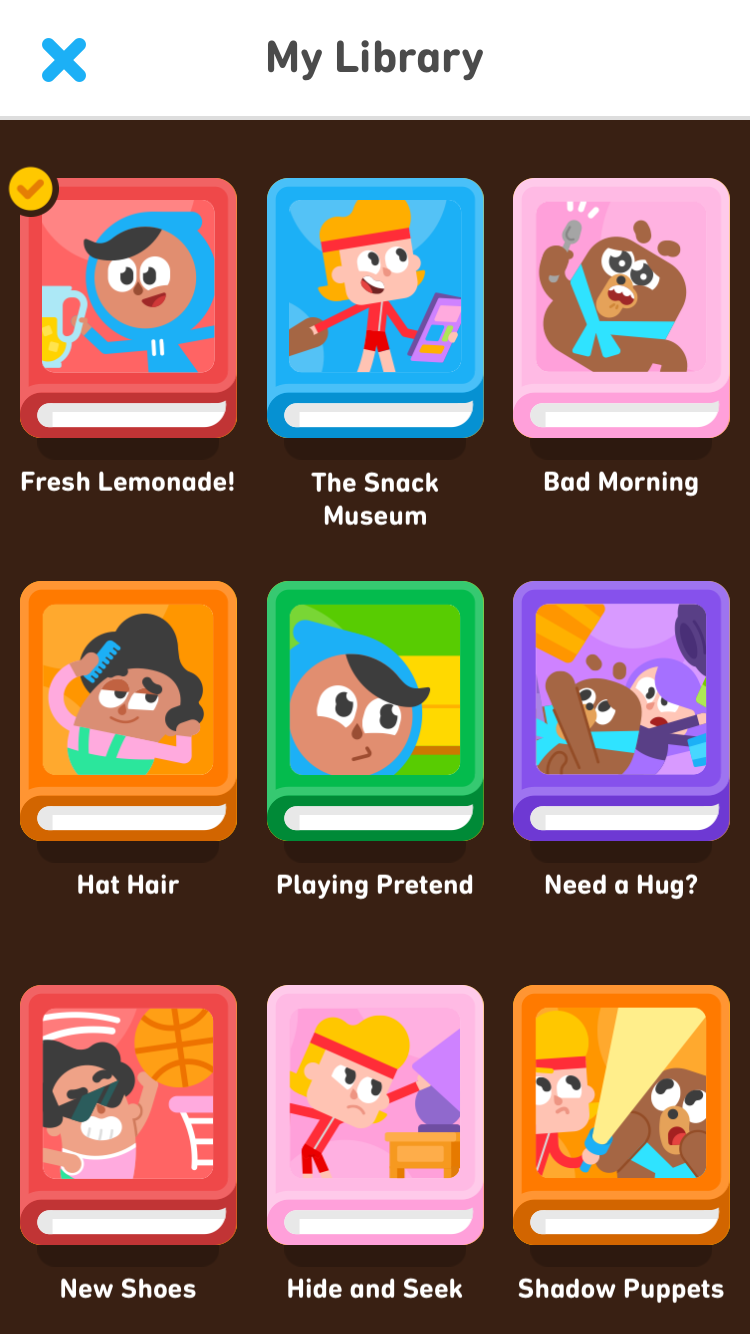 My Library
Fresh Lemonade!
The Snack
Museum
Bad Morning
Hat Hair
Playing Pretend
Need a Hug?
New Shoes
Hide and Seek
Shadow Puppets